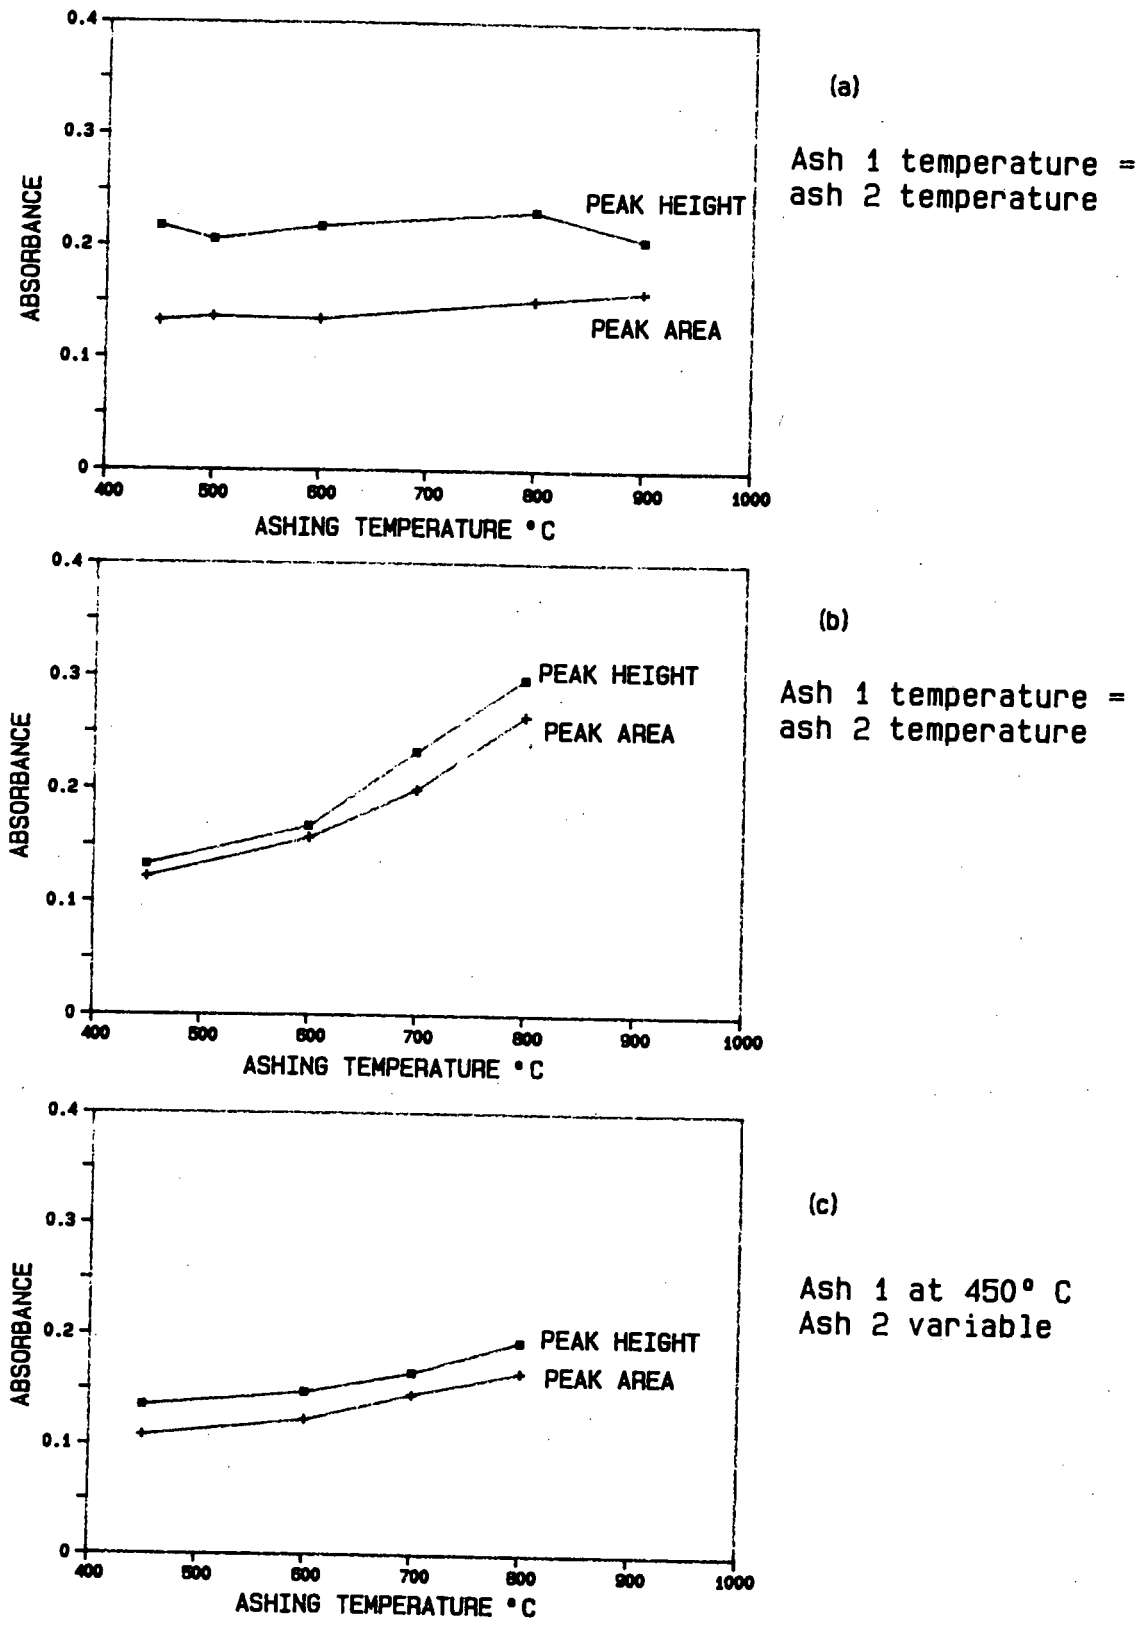 0.4
0.3
0.2
0.1
0
ABSORBANCE
PEAK HEIGHT
PEAK AREA
400 500 600 700 800 900 1000
ASHING TEMPERATURE °C
(a)
Ash 1 temperature =
ash 2 temperature
0.4
0.3
0.2
0.1
0
ABSORBANCE
PEAK HEIGHT
PEAK AREA
400 500 600 700 800 900 1000
ASHING TEMPERATURE °C
(b)
Ash 1 temperature =
ash 2 temperature
0.4
0.3
0.2
0.1
0
ABSORBANCE
PEAK HEIGHT
PEAK AREA
400 500 600 700 800 900 1000
ASHING TEMPERATURE °C
(c)
Ash 1 at 450° C
Ash 2 variable